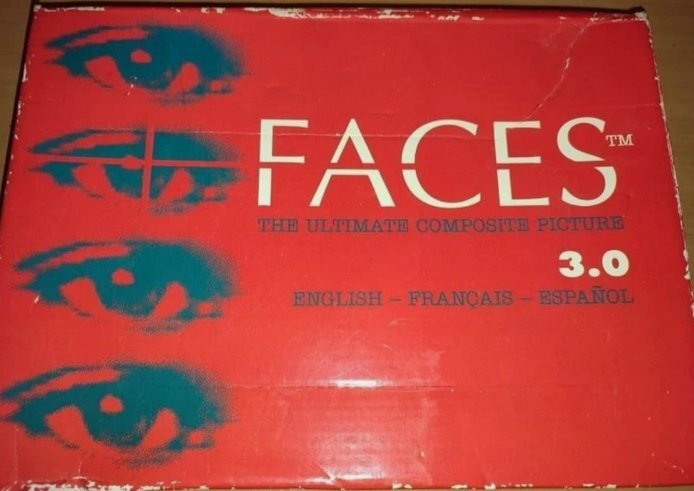 FACES™
THE ULTIMATE COMPOSITE PICTURE
3.0
ENGLISH – FRANÇAIS – ESPAÑOL